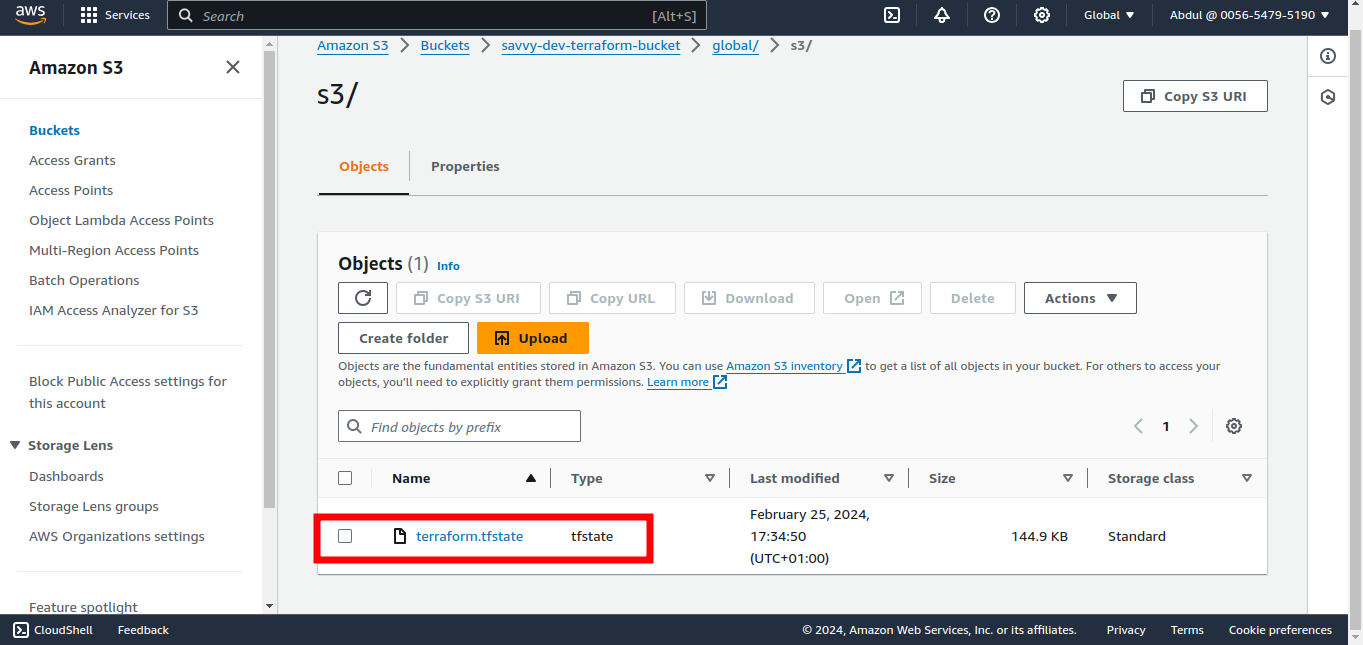 aws
Services
Search
[Alt+S]
Global
Abdul @ 0056-5479-5190
Amazon S3
Buckets
Access Grants
Access Points
Object Lambda Access Points
Multi-Region Access Points
Batch Operations
IAM Access Analyzer for S3
Block Public Access settings for
this account
Storage Lens
Dashboards
Storage Lens groups
AWS Organizations settings
Feature spotlight
Amazon S3 > Buckets > savvy-dev-terraform-bucket > global/ > s3/
s3/
Copy S3 URI
Objects
Properties
Objects (1) Info
Copy S3 URI
Copy URL
Download
Open
Delete
Actions
Create folder
Upload
Objects are the fundamental entities stored in Amazon S3. You can use Amazon S3 inventory to get a list of all objects in your bucket. For others to access your
objects, you'll need to explicitly grant them permissions. Learn more
Find objects by prefix
1
Name
Type
Last modified
Size
Storage class
terraform.tfstate
tfstate
February 25, 2024,
17:34:50
(UTC+01:00)
144.9 KB
Standard
CloudShell
Feedback
© 2024, Amazon Web Services, Inc. or its affiliates.
Privacy
Terms
Cookie preferences